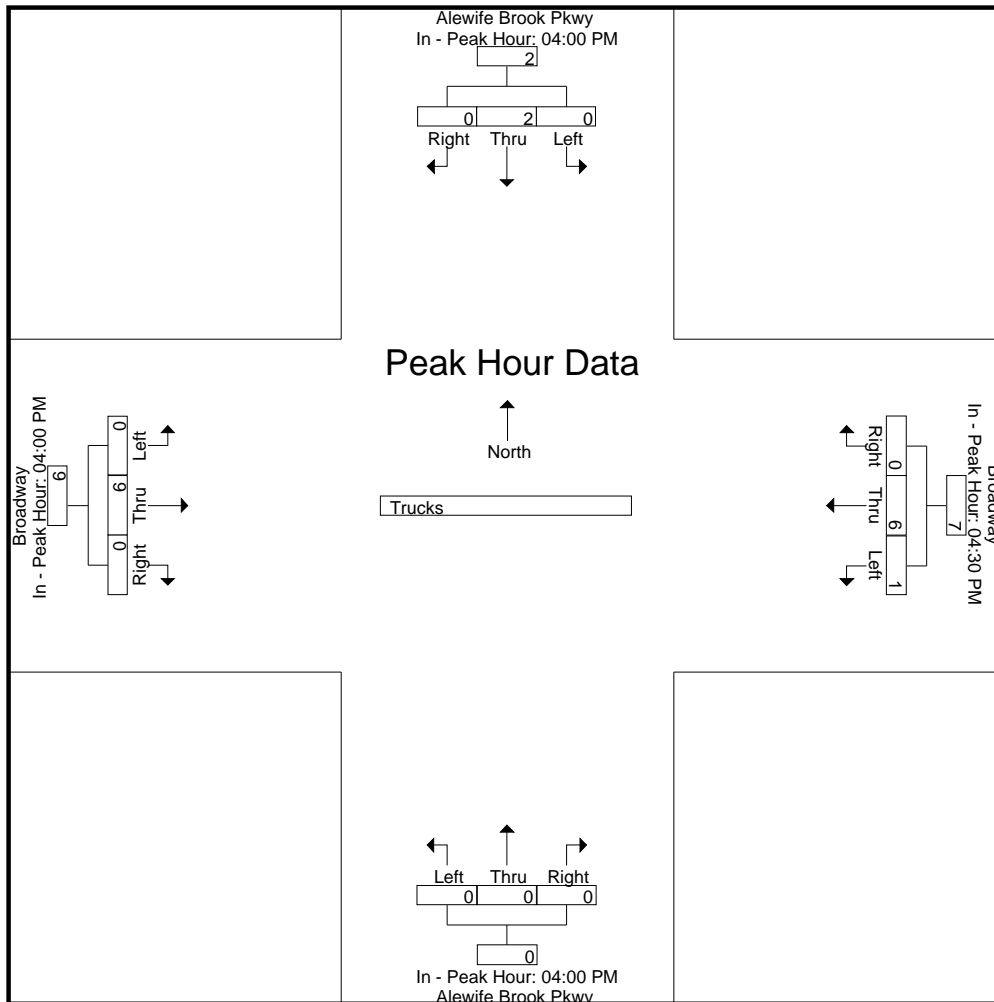 Alewife Brook Pkwy
In - Peak Hour: 04:00 PM
2
0 2 0
Right Thru Left
Peak Hour Data
North
Trucks
Broadway
In - Peak Hour: 04:00 PM
6
0 6 0
Left Thru Right
Broadway
In - Peak Hour: 04:30 PM
7
0 6 1
Right Thru Left
Left Thru Right
0 0 0
0
In - Peak Hour: 04:00 PM
Alewife Brook Pkwy